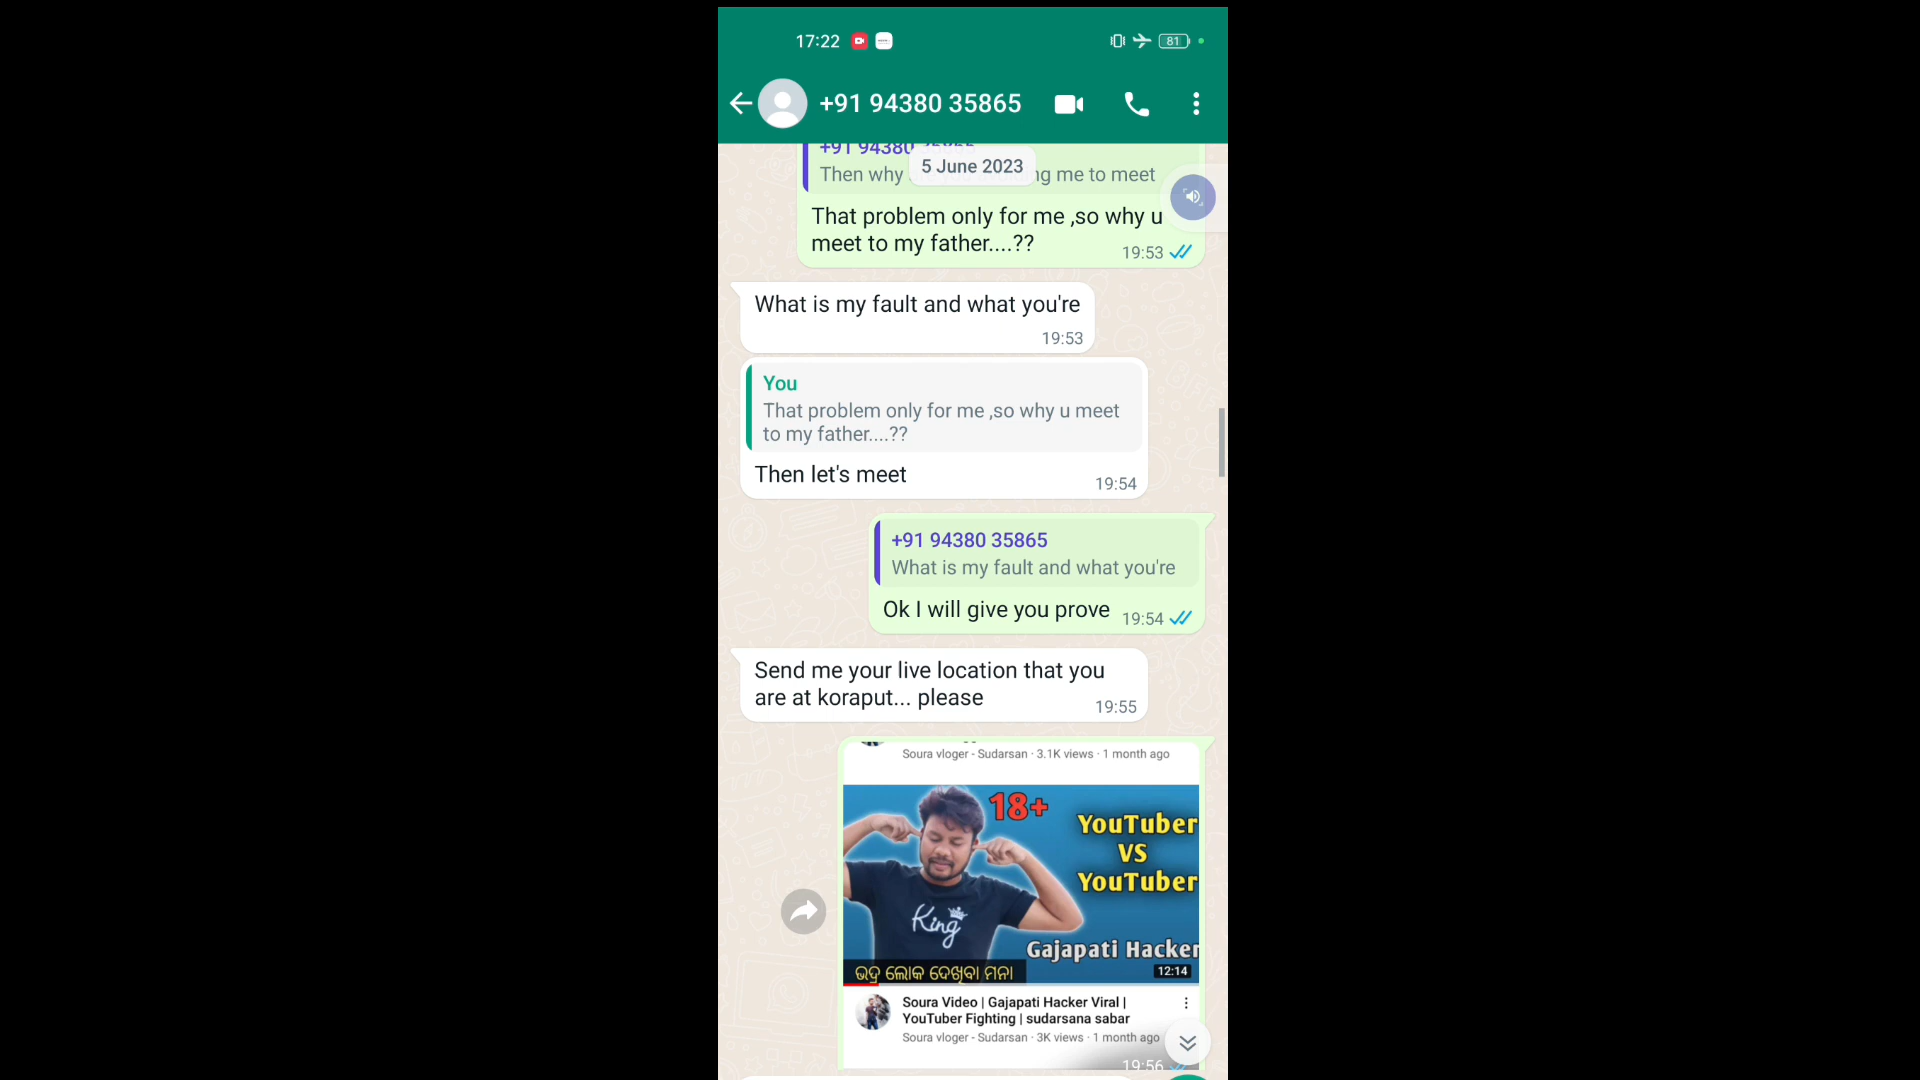 17:22
81
+91 94380 35865
5 June 2023
Then why
me to meet
That problem only for me ,so why u
meet to my father....??
19:53
What is my fault and what you're
19:53
You
That problem only for me ,so why u meet
to my father....??
Then let's meet
19:54
+91 94380 35865
What is my fault and what you're
Ok I will give you prove
19:54
Send me your live location that you
are at koraput... please
19:55
Soura vloger - Sudarsan · 3.1K views · 1 month ago
18+
YouTuber
VS
YouTuber
King
Gajapati Hacker
ଭଦ୍ର ଲୋକ ଦେଖିବା ମନା
12:14
Soura Video | Gajapati Hacker Viral |
YouTuber Fighting | sudarsana sabar
Soura vloger - Sudarsan · 3K views · 1 month ago
19:56